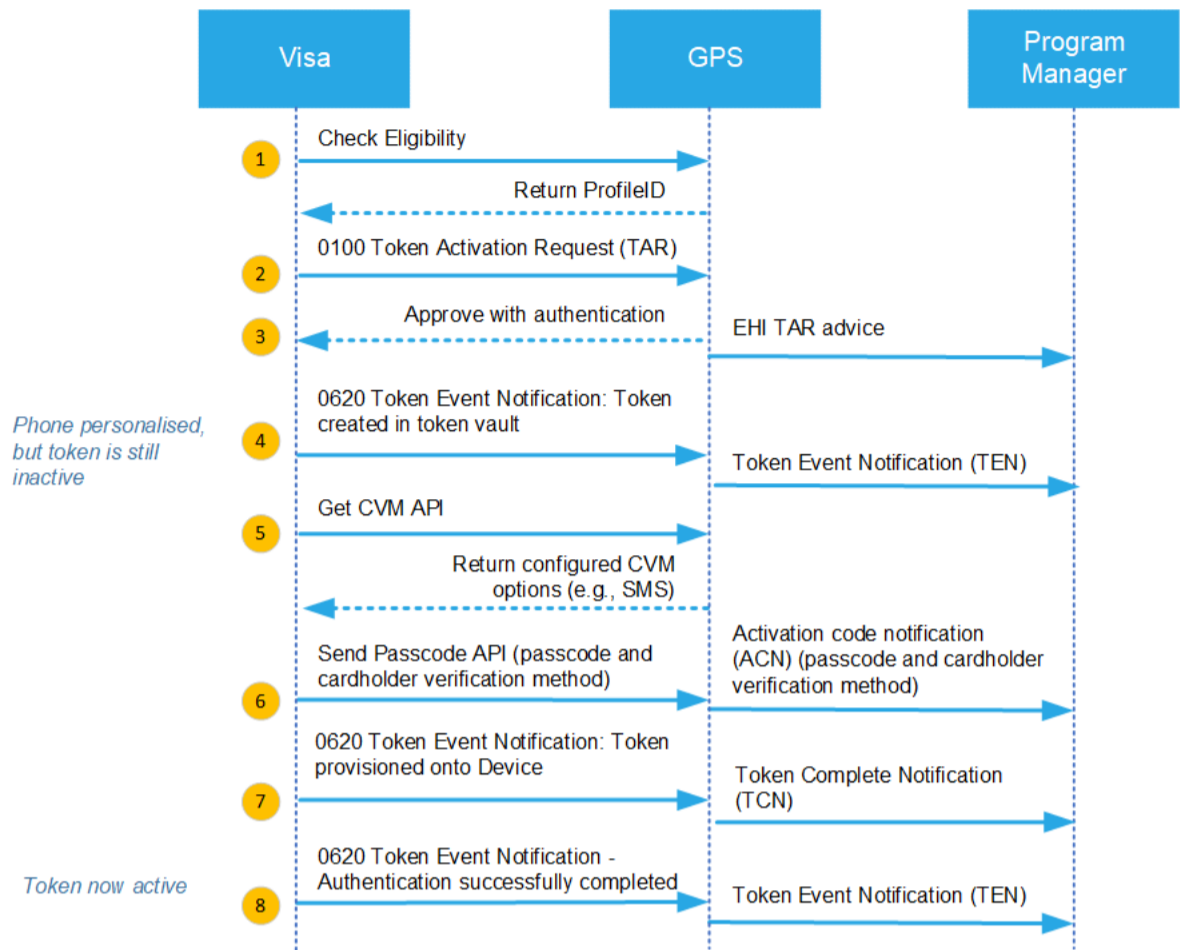 Visa
GPS
Program
Manager
Check Eligibility
1
Return ProfileID
0100 Token Activation Request (TAR)
2
Approve with authentication
3
EHI TAR advice
0620 Token Event Notification: Token
created in token vault
Phone personalised,
but token is still
inactive
4
Token Event Notification (TEN)
Get CVM API
5
Return configured CVM
options (e.g., SMS)
Send Passcode API (passcode and
cardholder verification method)
Activation code notification
(ACN) (passcode and cardholder
verification method)
6
0620 Token Event Notification: Token
provisioned onto Device
7
Token Complete Notification
(TCN)
0620 Token Event Notification -
Authentication successfully completed
Token now active
8
Token Event Notification (TEN)